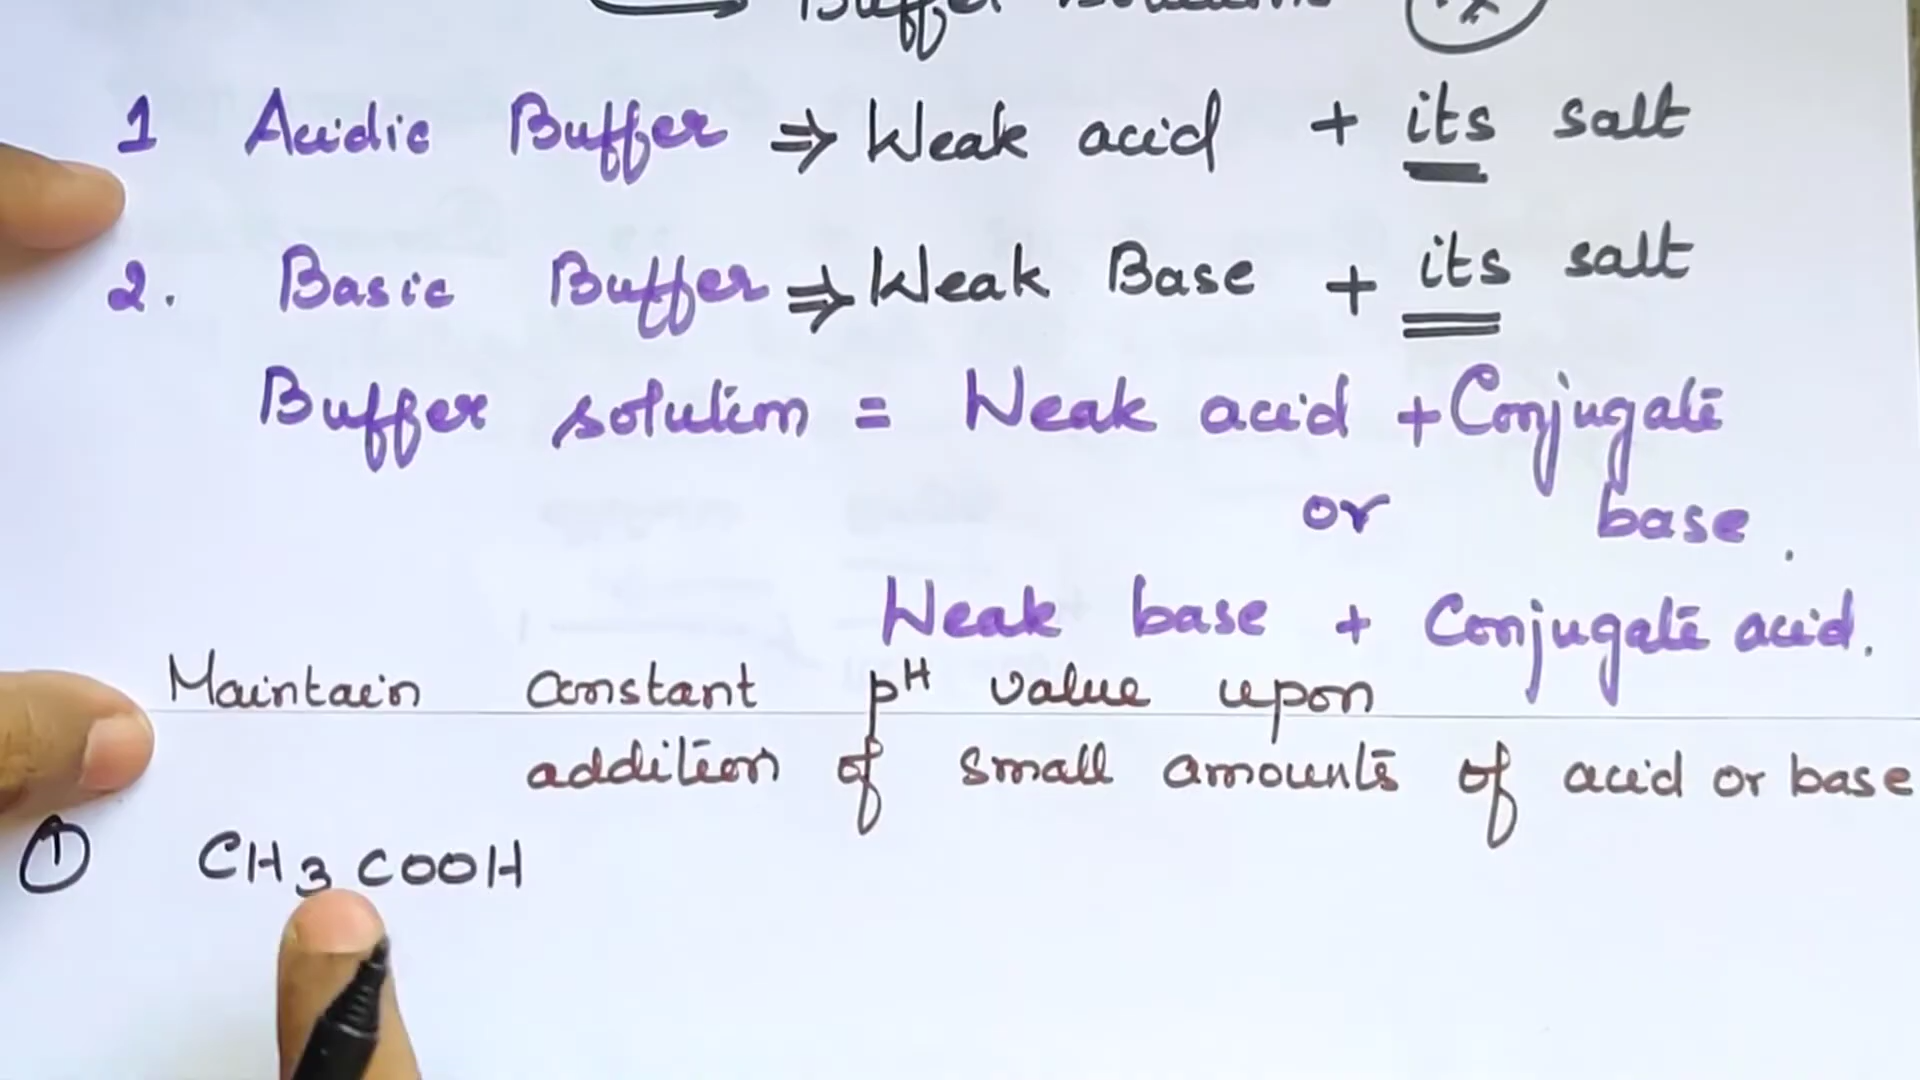 Buffer
1 Acidic Buffer ⇒ Weak acid + its salt
2. Basic Buffer ⇒ Weak Base + its salt
Buffer solution = Weak acid + Conjugate
or base.
Weak base + Conjugate acid.
Maintain constant pH value upon
addition of small amounts of acid or base
① CH3COOH